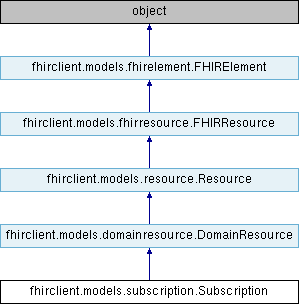 object
fhirclient.models.fhirelement.FHIRElement
fhirclient.models.fhirresource.FHIRResource
fhirclient.models.resource.Resource
fhirclient.models.domainresource.DomainResource
fhirclient.models.subscription.Subscription